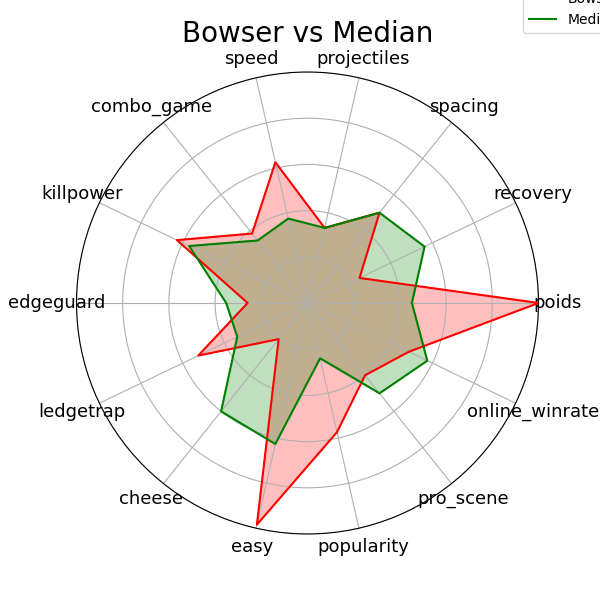 Bowser vs Median
speed
projectiles
combo_game
spacing
killpower
recovery
edgeguard
poids
ledgetrap
online_winrate
cheese
pro_scene
easy
popularity